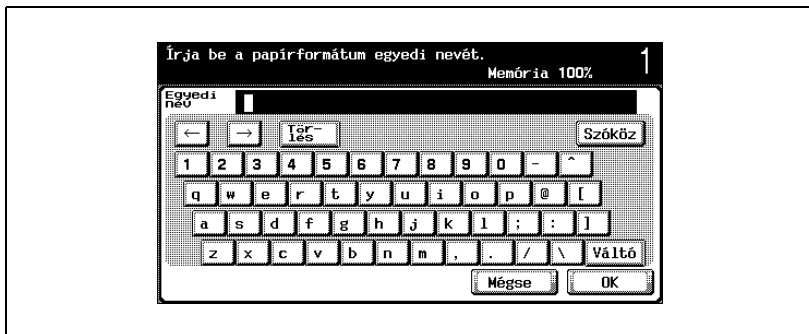 Írja be a papírformátum egyedi nevét.
Memória 100% 1
Egyedi
név
← → Tör-
lés Szóköz
1 2 3 4 5 6 7 8 9 0 - ^
q w e r t y u i o p @ [
a s d f g h j k l ; : ]
z x c v b n m , . / \ Váltó
Mégse OK